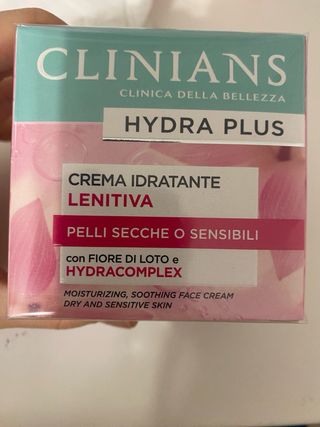 CLINIANS
CLINICA DELLA BELLEZZA
HYDRA PLUS
CREMA IDRATANTE
LENITIVA
PELLI SECCHE O SENSIBILI
con FIORE DI LOTO e
HYDRACOMPLEX
MOISTURIZING, SOOTHING FACE CREAM
DRY AND SENSITIVE SKIN